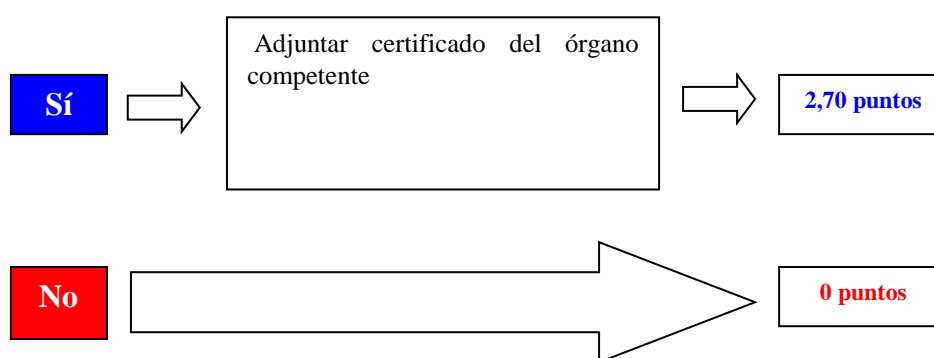 Adjuntar certificado del órgano
competente
Sí
2,70 puntos
No
0 puntos